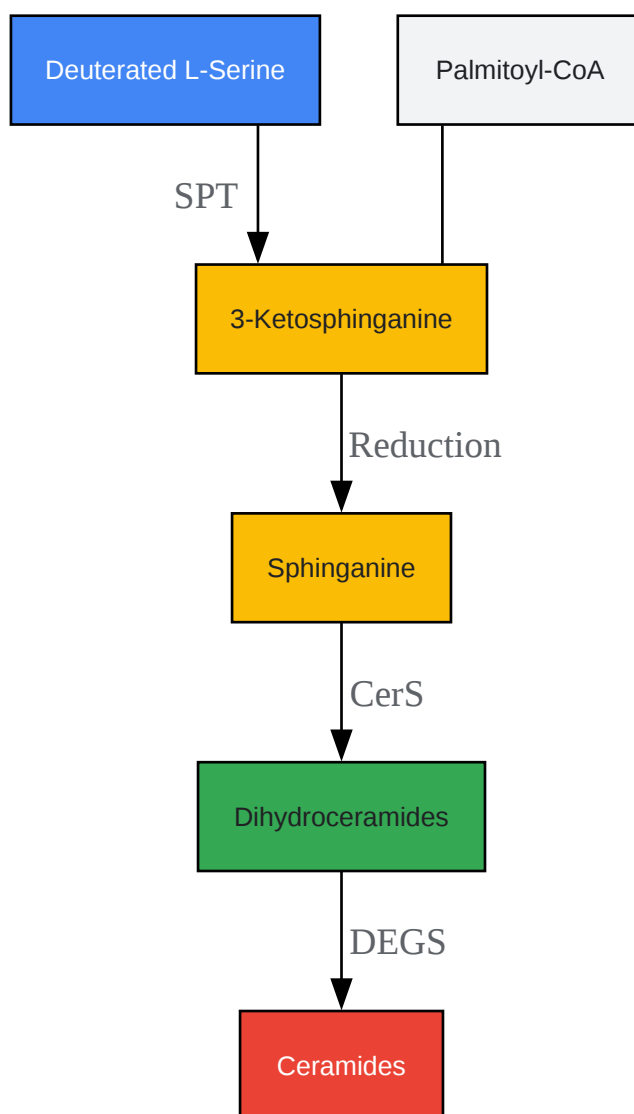 Deuterated L-Serine
Palmitoyl-CoA
SPT
3-Ketosphinganine
Reduction
Sphinganine
CerS
Dihydroceramides
DEGS
Ceramides